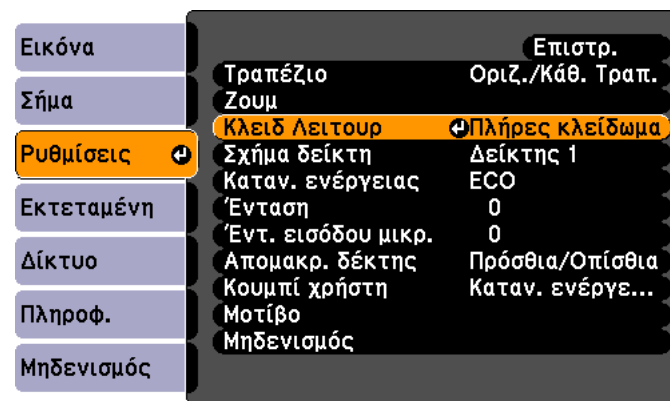 Εικόνα
Σήμα
Ρυθμίσεις
Εκτεταμένη
Δίκτυο
Πληροφ.
Μηδενισμός
Επιστρ.
Τραπέζιο Οριζ./Κάθ. Τραπ.
Ζουμ
Κλειδ Λειτουρ Πλήρες κλείδωμα
Σχήμα δείκτη Δείκτης 1
Καταν. ενέργειας ECO
Ένταση 0
Έντ. εισόδου μικρ. 0
Απομακρ. δέκτης Πρόσθια/Οπίσθια
Κουμπί χρήστη Καταν. ενέργε...
Μοτίβο
Μηδενισμός